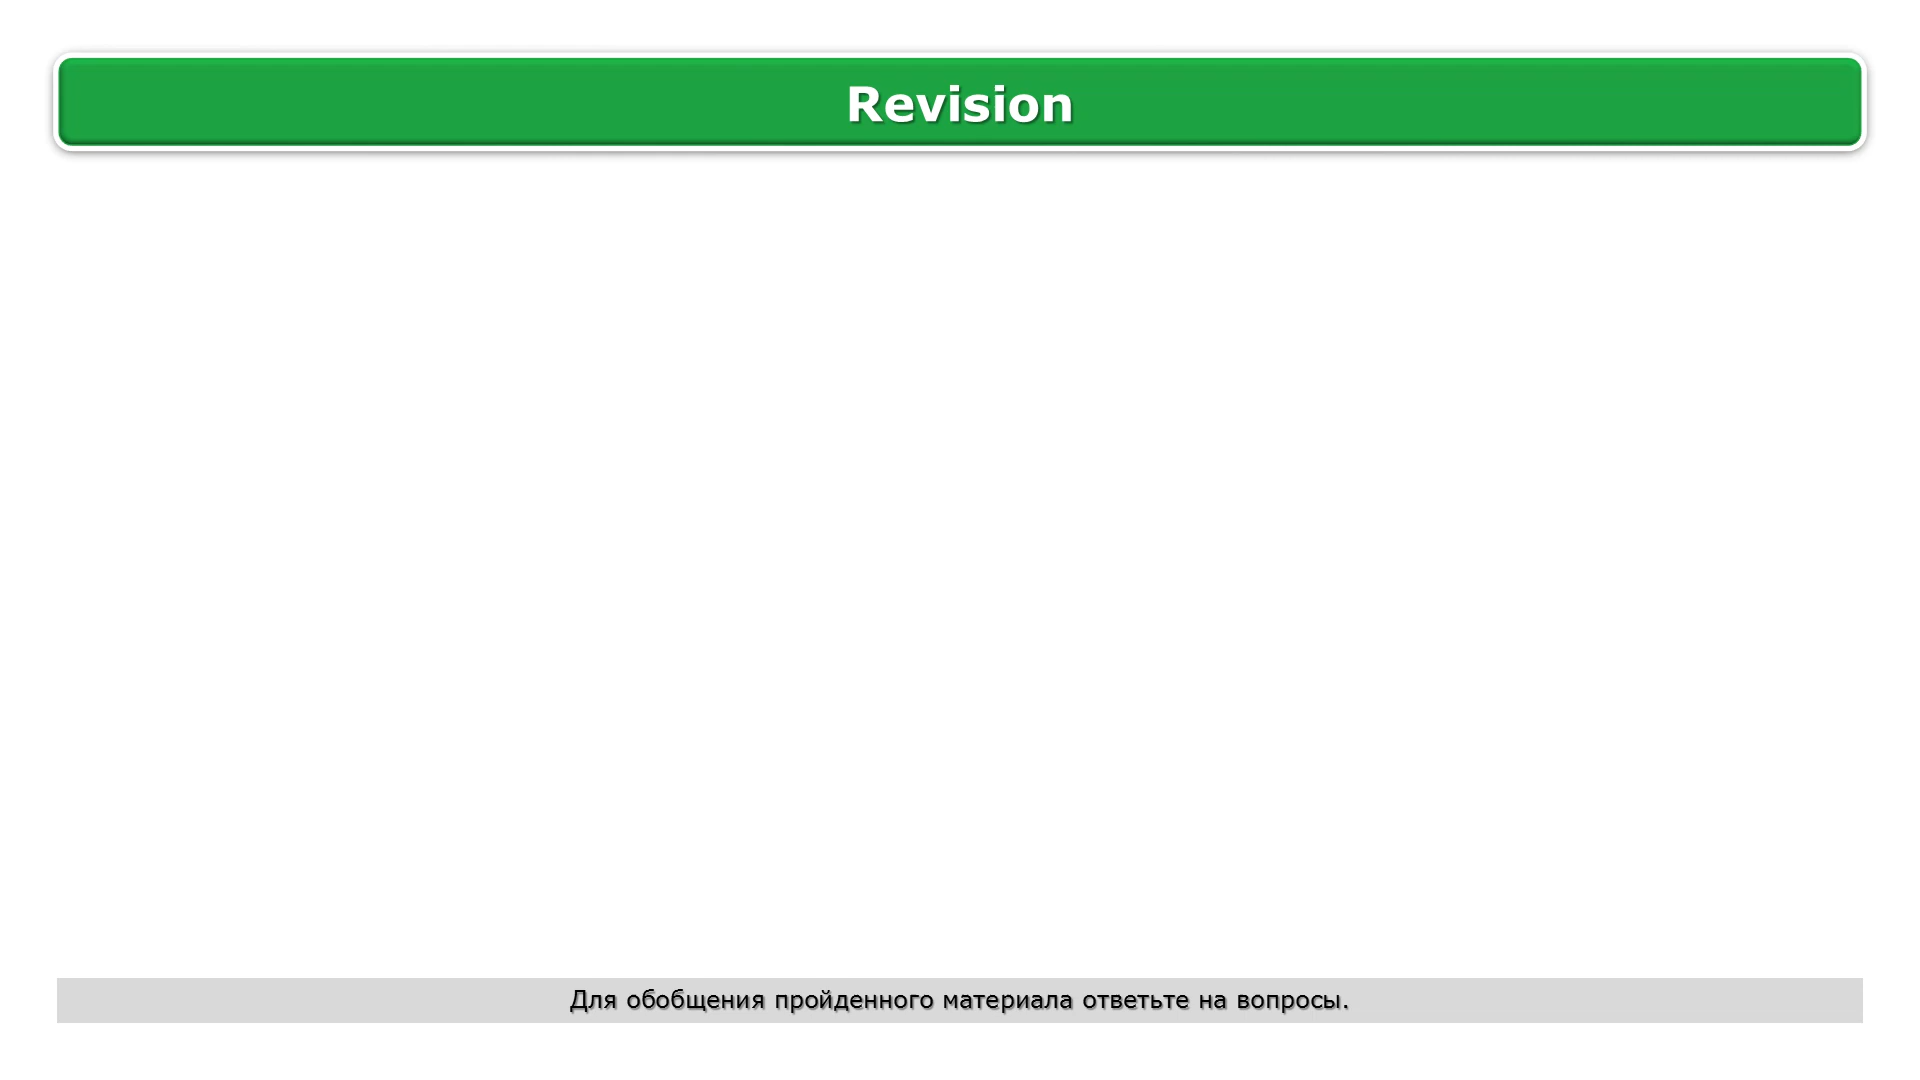 Revision
Для обобщения пройденного материала ответьте на вопросы.